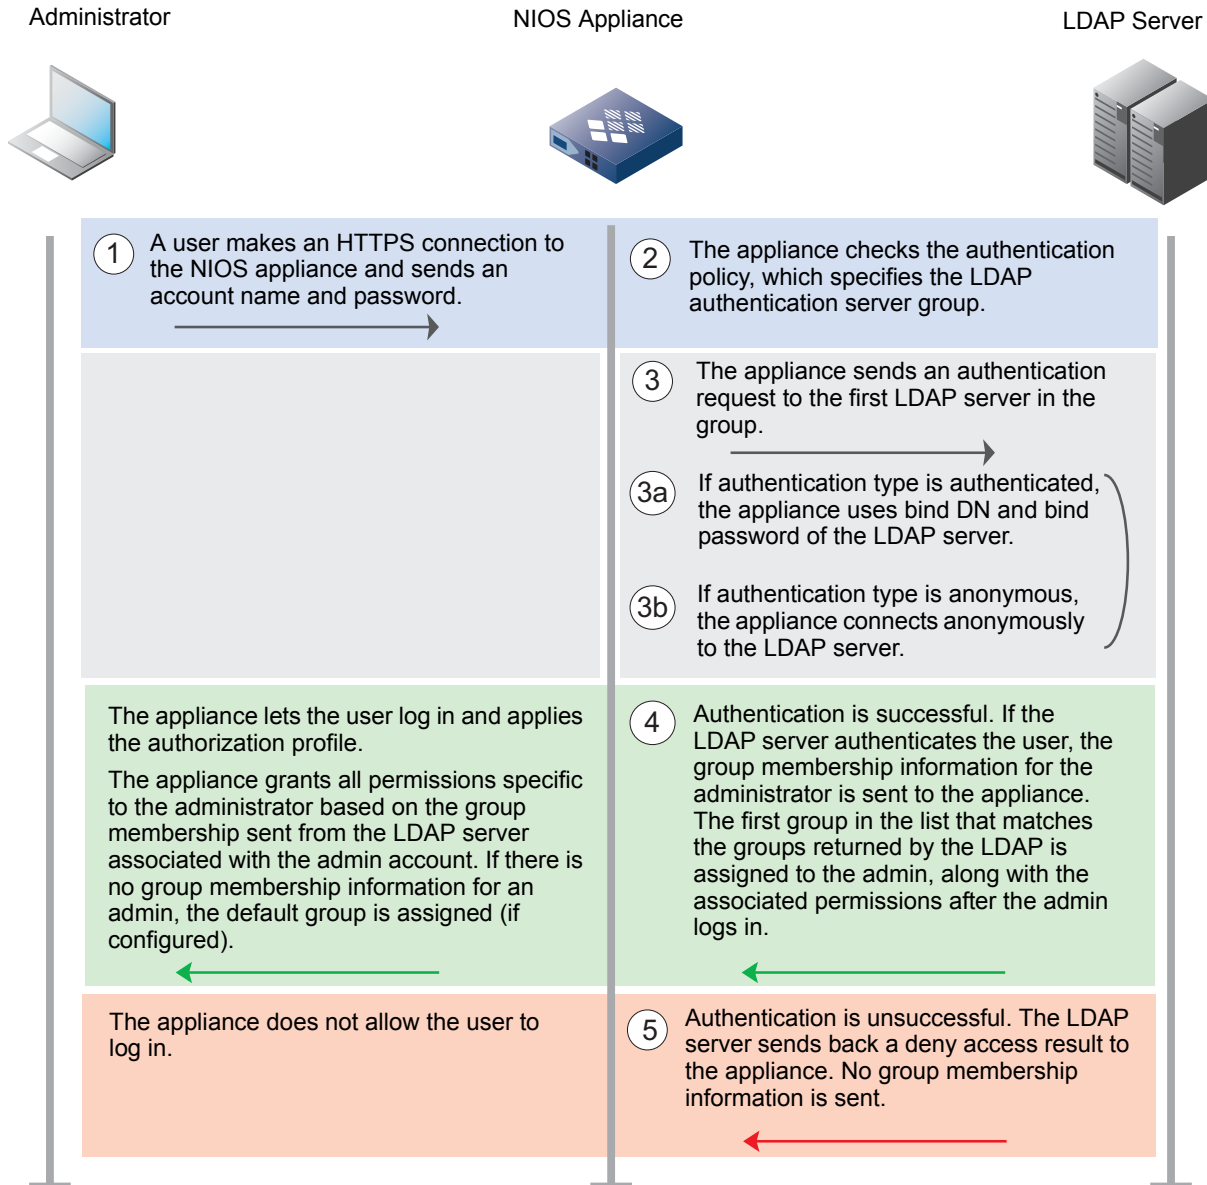 Administrator
NIOS Appliance
LDAP Server
1
A user makes an HTTPS connection to
the NIOS appliance and sends an
account name and password.
2
The appliance checks the authentication
policy, which specifies the LDAP
authentication server group.
3
The appliance sends an authentication
request to the first LDAP server in the
group.
3a
If authentication type is authenticated,
the appliance uses bind DN and bind
password of the LDAP server.
3b
If authentication type is anonymous,
the appliance connects anonymously
to the LDAP server.
The appliance lets the user log in and applies
the authorization profile.
The appliance grants all permissions specific
to the administrator based on the group
membership sent from the LDAP server
associated with the admin account. If there is
no group membership information for an
admin, the default group is assigned (if
configured).
4
Authentication is successful. If the
LDAP server authenticates the user, the
group membership information for the
administrator is sent to the appliance.
The first group in the list that matches
the groups returned by the LDAP is
assigned to the admin, along with the
associated permissions after the admin
logs in.
The appliance does not allow the user to
log in.
5
Authentication is unsuccessful. The LDAP
server sends back a deny access result to
the appliance. No group membership
information is sent.